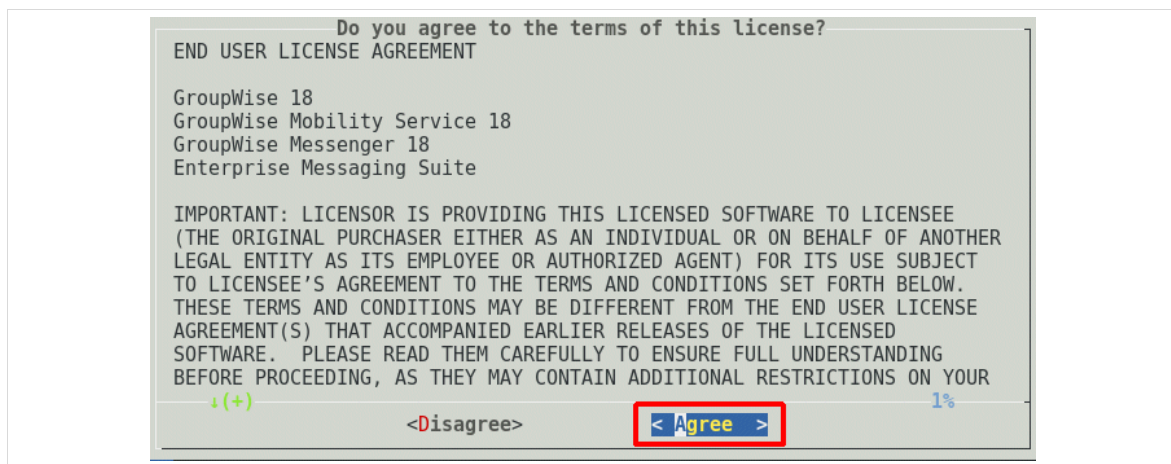 Do you agree to the terms of this license?
END USER LICENSE AGREEMENT
GroupWise 18
GroupWise Mobility Service 18
GroupWise Messenger 18
Enterprise Messaging Suite
IMPORTANT: LICENSOR IS PROVIDING THIS LICENSED SOFTWARE TO LICENSEE
(THE ORIGINAL PURCHASER EITHER AS AN INDIVIDUAL OR ON BEHALF OF ANOTHER
LEGAL ENTITY AS ITS EMPLOYEE OR AUTHORIZED AGENT) FOR ITS USE SUBJECT
TO LICENSEE’S AGREEMENT TO THE TERMS AND CONDITIONS SET FORTH BELOW.
THESE TERMS AND CONDITIONS MAY BE DIFFERENT FROM THE END USER LICENSE
AGREEMENT(S) THAT ACCOMPANIED EARLIER RELEASES OF THE LICENSED
SOFTWARE.  PLEASE READ THEM CAREFULLY TO ENSURE FULL UNDERSTANDING
BEFORE PROCEEDING, AS THEY MAY CONTAIN ADDITIONAL RESTRICTIONS ON YOUR
↓(+) 1%
<Disagree> < Agree >